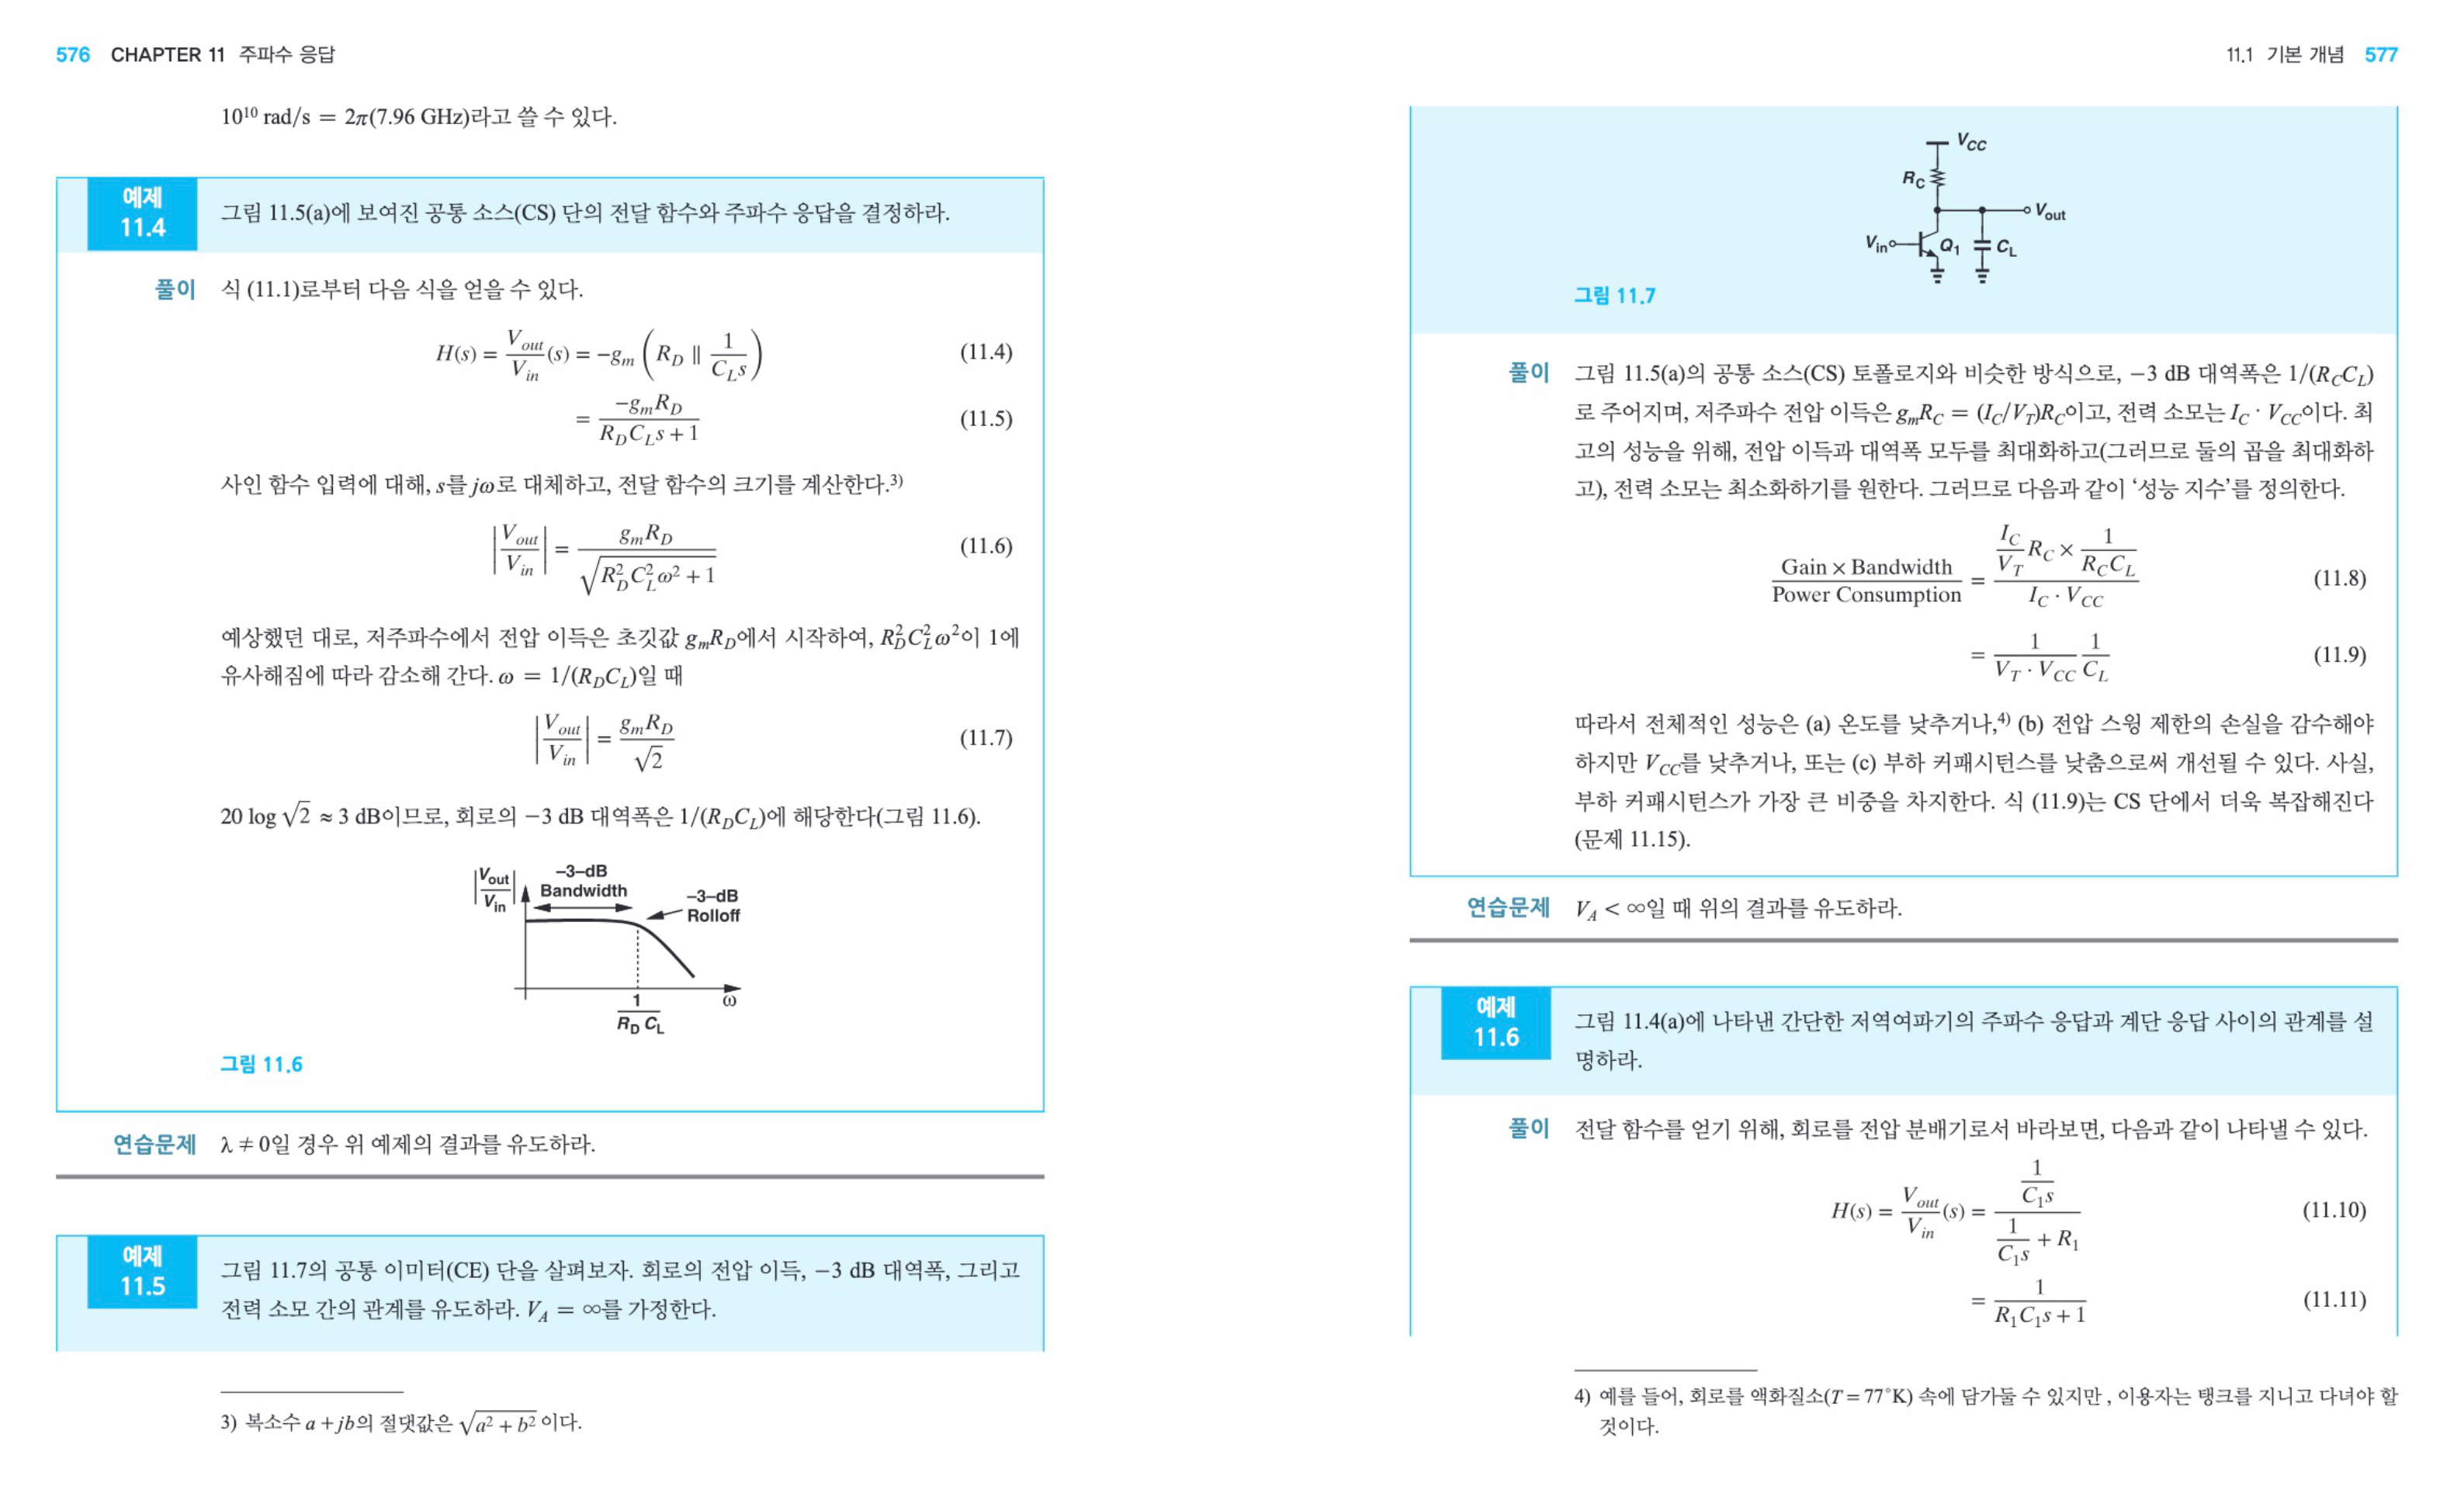 576 CHAPTER 11 주파수 응답
10¹⁰ rad/s = 2π(7.96 GHz)라고 쓸 수 있다.
예제
11.4
그림 11.5(a)에 보여진 공통 소스(CS) 단의 전달 함수와 주파수 응답을 결정하라.
풀이 식 (11.1)로부터 다음 식을 얻을 수 있다.
H(s) = V_out/V_in (s) = −g_m (R_D ∥ 1/(C_L s)) (11.4)
= −g_m R_D/(R_D C_L s + 1) (11.5)
사인 함수 입력에 대해, s를 jω로 대체하고, 전달 함수의 크기를 계산한다.³⁾
|V_out/V_in| = g_m R_D/√(R_D² C_L² ω² + 1) (11.6)
예상했던 대로, 저주파수에서 전압 이득은 초깃값 g_m R_D에서 시작하여, R_D² C_L² ω²이 1에
유사해짐에 따라 감소해 간다. ω = 1/(R_D C_L)일 때
|V_out/V_in| = g_m R_D/√2 (11.7)
20 log √2 ≈ 3 dB이므로, 회로의 −3 dB 대역폭은 1/(R_D C_L)에 해당한다(그림 11.6).
|V_out/V_in|
–3–dB
Bandwidth
–3–dB
Rolloff
1/(R_D C_L)
ω
그림 11.6
연습문제 λ ≠ 0일 경우 위 예제의 결과를 유도하라.
예제
11.5
그림 11.7의 공통 이미터(CE) 단을 살펴보자. 회로의 전압 이득, −3 dB 대역폭, 그리고
전력 소모 간의 관계를 유도하라. V_A = ∞를 가정한다.
3) 복소수 a + jb의 절댓값은 √(a² + b²) 이다.
11.1 기본 개념 577
V_CC
R_C
V_out
V_in
Q₁
C_L
그림 11.7
풀이 그림 11.5(a)의 공통 소스(CS) 토폴로지와 비슷한 방식으로, −3 dB 대역폭은 1/(R_C C_L)
로 주어지며, 저주파수 전압 이득은 g_m R_C = (I_C/V_T)R_C이고, 전력 소모는 I_C · V_CC이다. 최
고의 성능을 위해, 전압 이득과 대역폭 모두를 최대화하고(그러므로 둘의 곱을 최대화하
고), 전력 소모는 최소화하기를 원한다. 그러므로 다음과 같이 ‘성능 지수’를 정의한다.
Gain × Bandwidth/Power Consumption = (I_C/V_T R_C × 1/(R_C C_L))/(I_C · V_CC) (11.8)
= 1/(V_T · V_CC) 1/C_L (11.9)
따라서 전체적인 성능은 (a) 온도를 낮추거나,⁴⁾ (b) 전압 스윙 제한의 손실을 감수해야
하지만 V_CC를 낮추거나, 또는 (c) 부하 커패시턴스를 낮춤으로써 개선될 수 있다. 사실,
부하 커패시턴스가 가장 큰 비중을 차지한다. 식 (11.9)는 CS 단에서 더욱 복잡해진다
(문제 11.15).
연습문제 V_A < ∞일 때 위의 결과를 유도하라.
예제
11.6
그림 11.4(a)에 나타낸 간단한 저역여파기의 주파수 응답과 계단 응답 사이의 관계를 설
명하라.
풀이 전달 함수를 얻기 위해, 회로를 전압 분배기로서 바라보면, 다음과 같이 나타낼 수 있다.
H(s) = V_out/V_in (s) = (1/(C₁s))/(1/(C₁s) + R₁) (11.10)
= 1/(R₁C₁s + 1) (11.11)
4) 예를 들어, 회로를 액화질소(T = 77°K) 속에 담가둘 수 있지만, 이용자는 탱크를 지니고 다녀야 할
것이다.